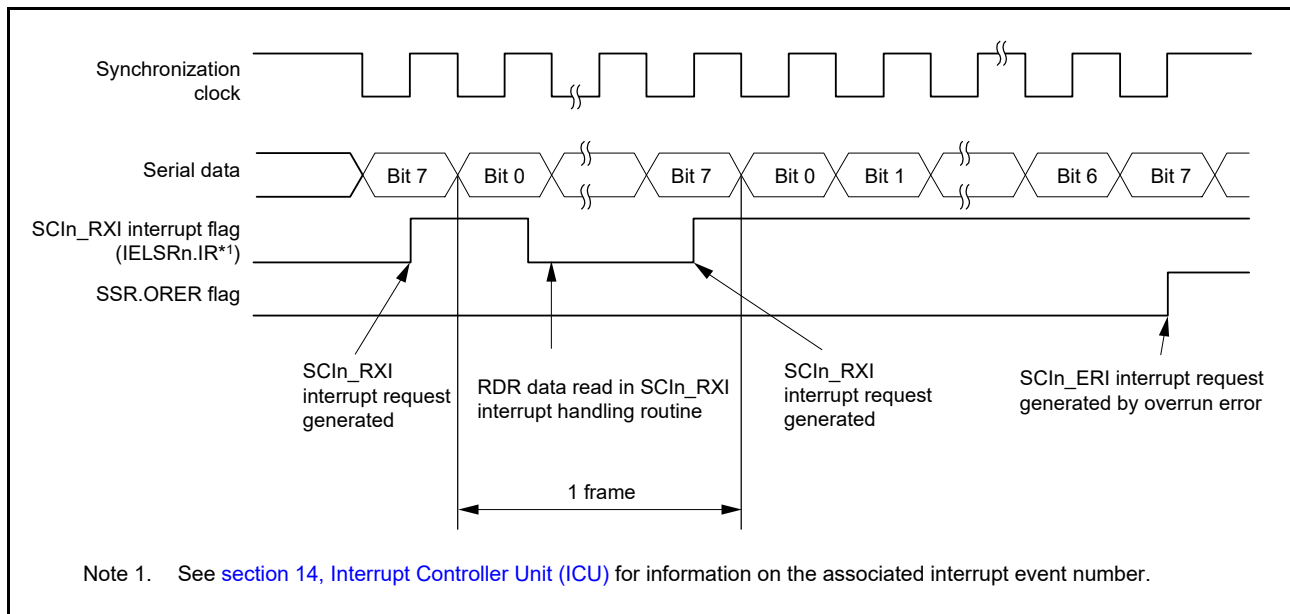 Synchronization
clock
Serial data
Bit 7
Bit 0
Bit 7
Bit 0
Bit 1
Bit 6
Bit 7
SCIn_RXI interrupt flag
(IELSRn.IR*1)
SSR.ORER flag
SCIn_RXI
interrupt request
generated
RDR data read in SCIn_RXI
interrupt handling routine
SCIn_RXI
interrupt request
generated
SCIn_ERI interrupt request
generated by overrun error
1 frame
Note 1. See section 14, Interrupt Controller Unit (ICU) for information on the associated interrupt event number.